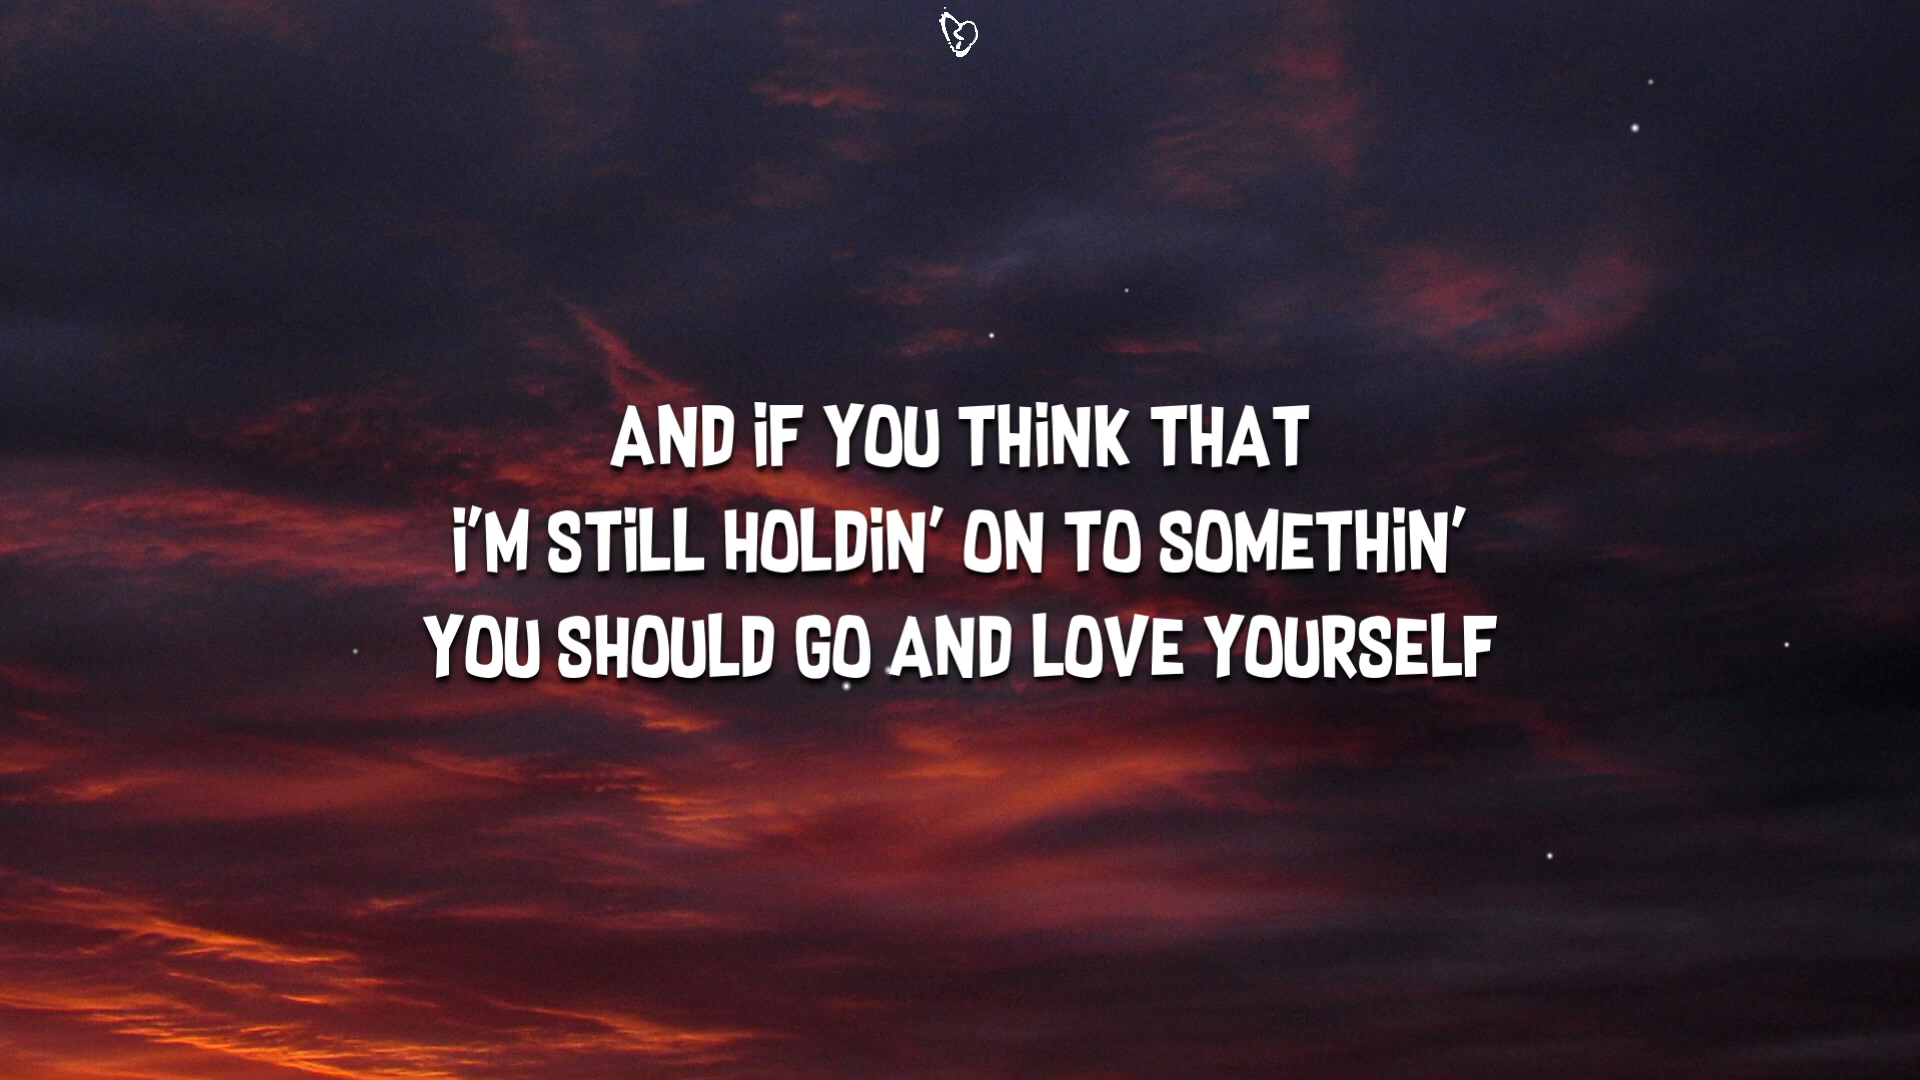 AND iF YOU THiNK THAT
i'M STiLL HOLDiN' ON TO SOMETHiN'
YOU SHOULD GO AND LOVE YOURSELF